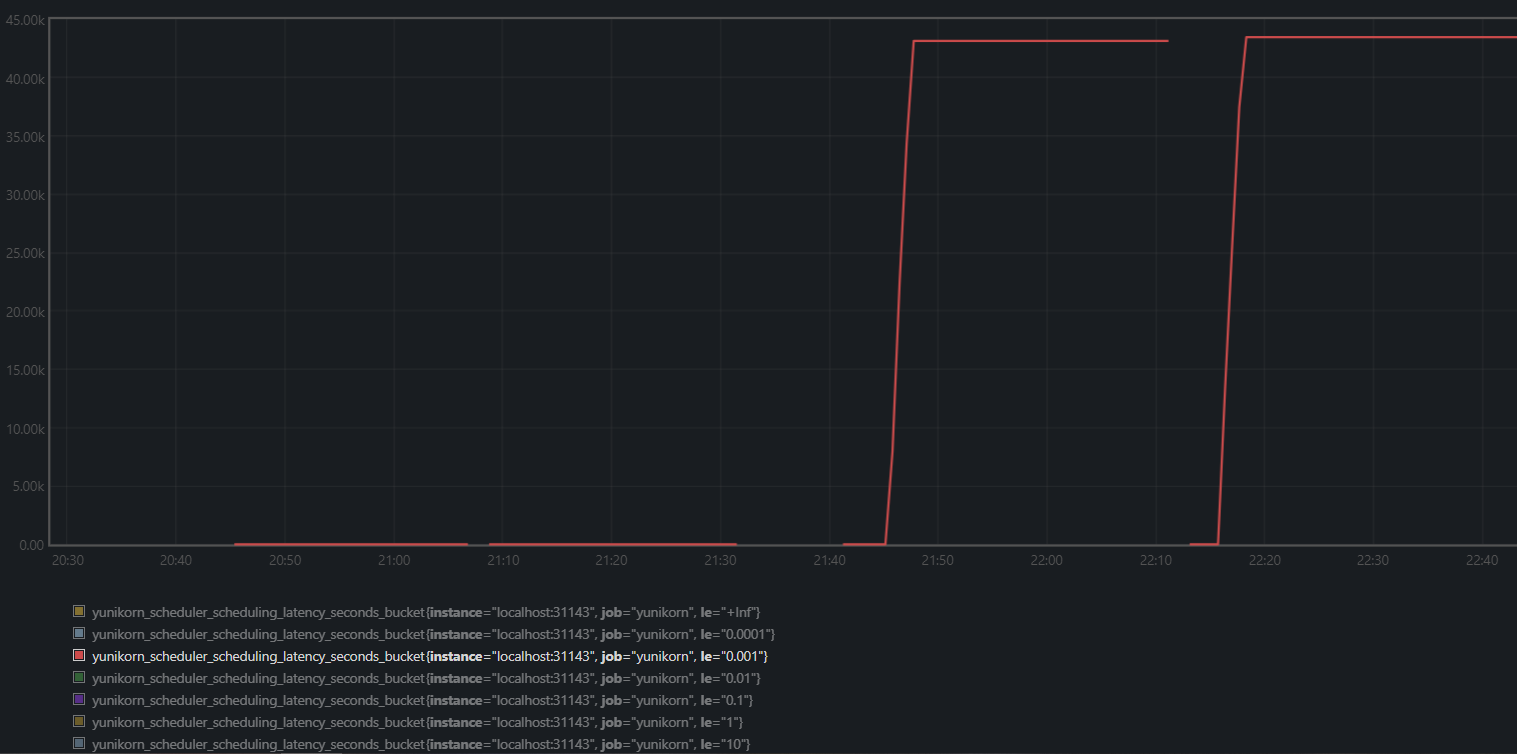 45.00k
40.00k
35.00k
30.00k
25.00k
20.00k
15.00k
10.00k
5.00k
0.00
20:30 20:40 20:50 21:00 21:10 21:20 21:30 21:40 21:50 22:00 22:10 22:20 22:30 22:40
yunikorn_scheduler_scheduling_latency_seconds_bucket{instance="localhost:31143", job="yunikorn", le="+Inf"}
yunikorn_scheduler_scheduling_latency_seconds_bucket{instance="localhost:31143", job="yunikorn", le="0.0001"}
yunikorn_scheduler_scheduling_latency_seconds_bucket{instance="localhost:31143", job="yunikorn", le="0.001"}
yunikorn_scheduler_scheduling_latency_seconds_bucket{instance="localhost:31143", job="yunikorn", le="0.01"}
yunikorn_scheduler_scheduling_latency_seconds_bucket{instance="localhost:31143", job="yunikorn", le="0.1"}
yunikorn_scheduler_scheduling_latency_seconds_bucket{instance="localhost:31143", job="yunikorn", le="1"}
yunikorn_scheduler_scheduling_latency_seconds_bucket{instance="localhost:31143", job="yunikorn", le="10"}